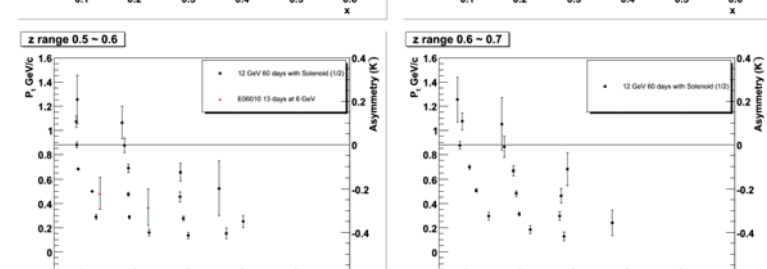 x
x
z range 0.5 ~ 0.6
z range 0.6 ~ 0.7
Pt GeV/c
1.6
1.4
1.2
1
0.8
0.6
0.4
0.2
0
12 GeV 60 days with Solenoid (1/2)
E06010 13 days at 6 GeV
0.4
0.2
0
-0.2
-0.4
Asymmetry (K
Pt GeV/c
1.6
1.4
1.2
1
0.8
0.6
0.4
0.2
0
12 GeV 60 days with Solenoid (1/2)
0.4
0.2
0
-0.2
-0.4
Asymmetry (K